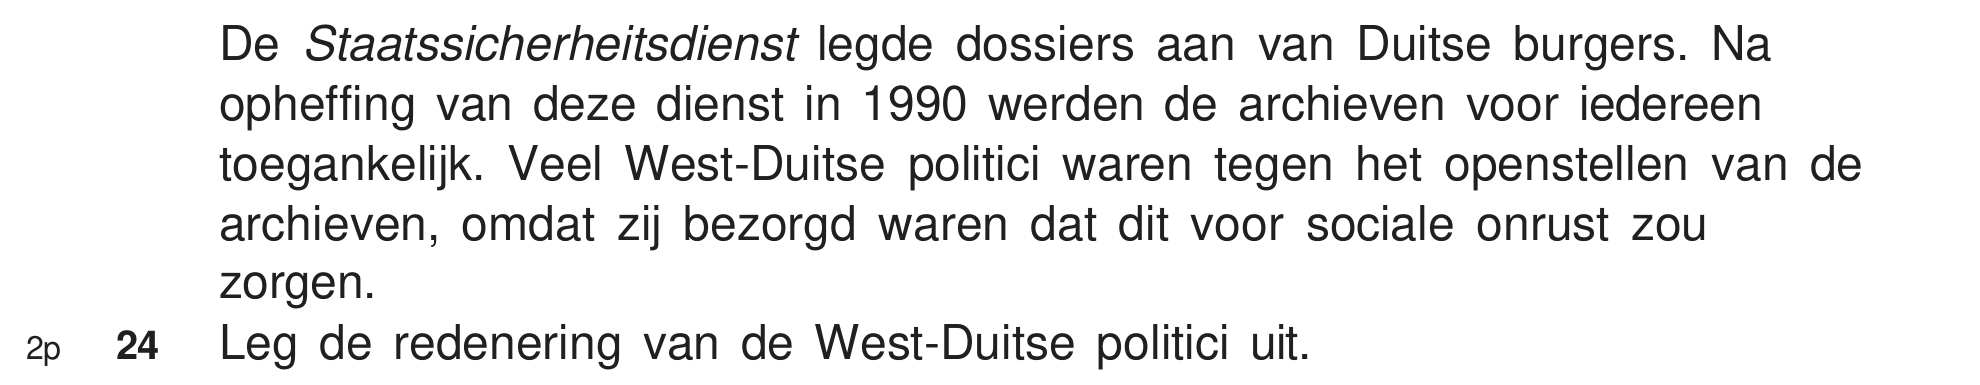 De Staatssicherheitsdienst legde dossiers aan van Duitse burgers. Na
opheffing van deze dienst in 1990 werden de archieven voor iedereen
toegankelijk. Veel West-Duitse politici waren tegen het openstellen van de
archieven, omdat zij bezorgd waren dat dit voor sociale onrust zou
zorgen.
2p 24 Leg de redenering van de West-Duitse politici uit.